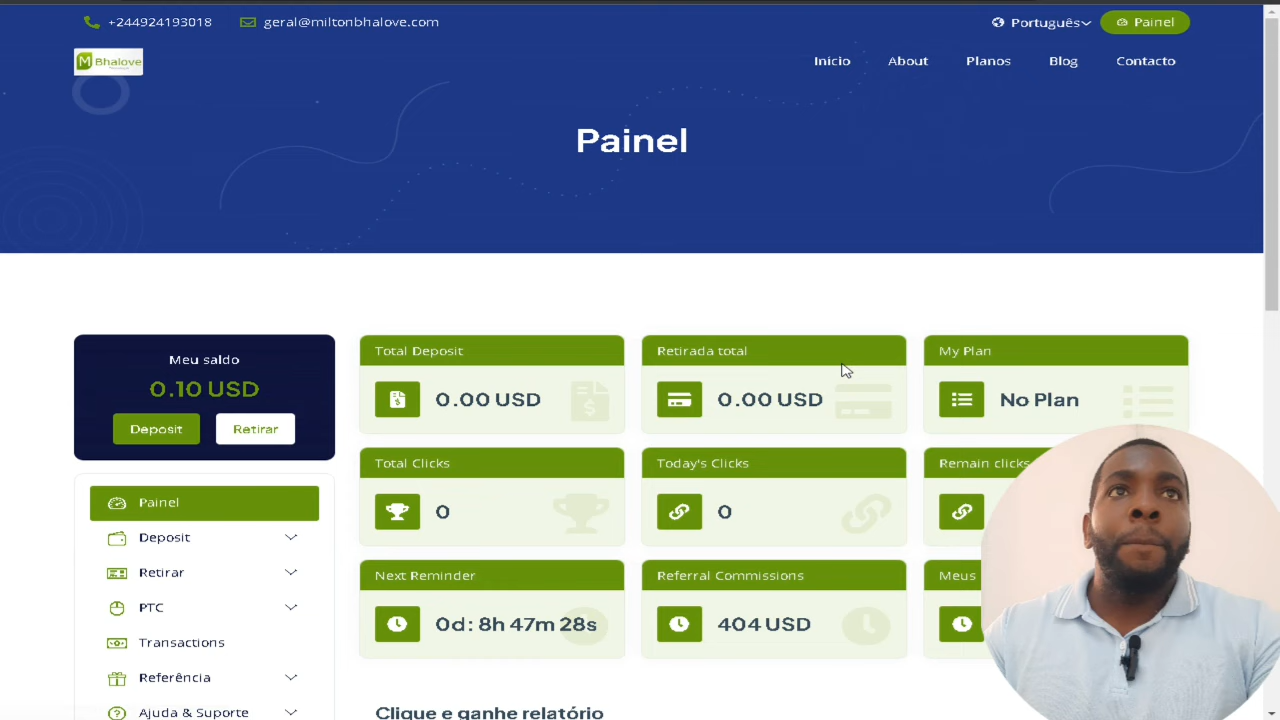 +244924193018
geral@miltonbhalove.com
Português
Painel
M Bhalove
Inicio
About
Planos
Blog
Contacto
Painel
Meu saldo
0.10 USD
Deposit
Retirar
Painel
Deposit
Retirar
PTC
Transactions
Referência
Ajuda & Suporte
Total Deposit
0.00 USD
Retirada total
0.00 USD
My Plan
No Plan
Total Clicks
0
Today's Clicks
0
Remain clicks
Next Reminder
0d: 8h 47m 28s
Referral Commissions
404 USD
Meus
Clique e ganhe relatório